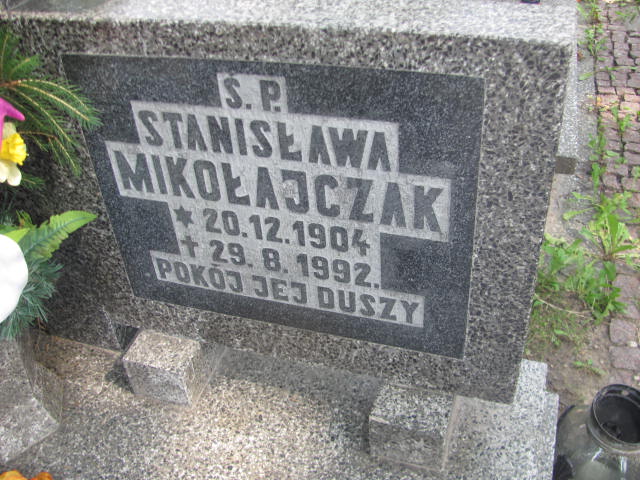 Ś. P.
STANISŁAWA
MIKOŁAJCZAK
* 20.12.1904
† 29.8.1992.
POKÓJ JEJ DUSZY